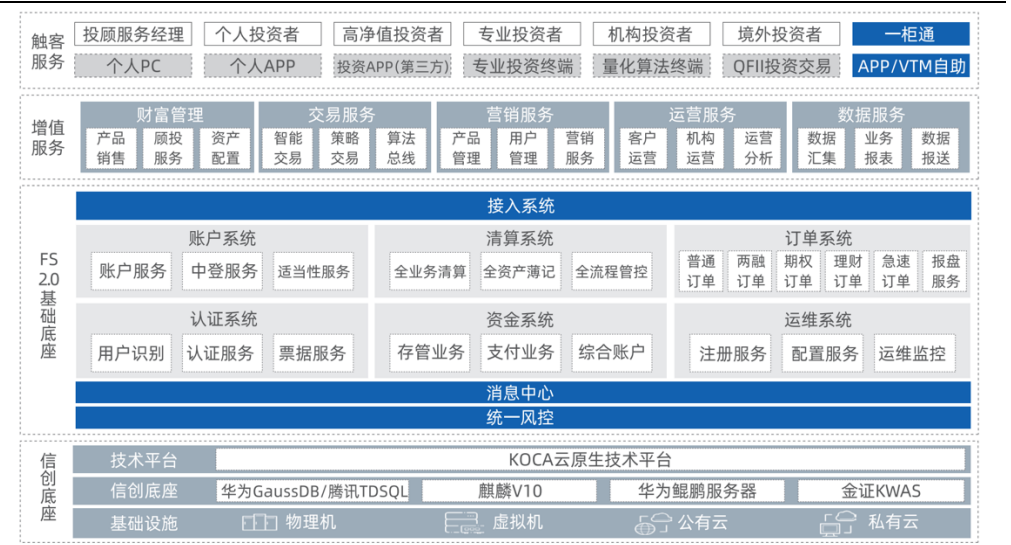 触客
服务
投顾服务经理 个人投资者 高净值投资者 专业投资者 机构投资者 境外投资者 一柜通
个人PC 个人APP 投资APP(第三方) 专业投资终端 量化算法终端 QFII投资交易 APP/VTM自助
增值
服务
财富管理 交易服务 营销服务 运营服务 数据服务
产品 顾投 资产 智能 策略 算法 产品 用户 营销 客户 机构 运营 数据 业务 数据
销售 服务 配置 交易 交易 总线 管理 管理 服务 运营 运营 分析 汇集 报表 报送
FS
2.0
基
础
底
座
接入系统
账户系统 清算系统 订单系统
账户服务 中登服务 适当性服务 全业务清算 全资产薄记 全流程管控
普通 两融 期权 理财 急速 报盘
订单 订单 订单 订单 订单 服务
认证系统 资金系统 运维系统
用户识别 认证服务 票据服务 存管业务 支付业务 综合账户 注册服务 配置服务 运维监控
消息中心
统一风控
信
创
底
座
技术平台 KOCA云原生技术平台
信创底座 华为GaussDB/腾讯TDSQL 麒麟V10 华为鲲鹏服务器 金证KWAS
基础设施 物理机 虚拟机 公有云 私有云